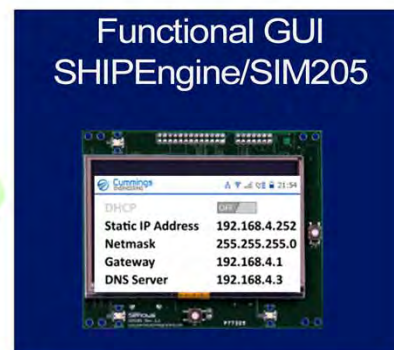 Functional GUI
SHIPEngine/SIM205
Cummings
ENGINEERING
21:54
DHCP OFF
Static IP Address 192.168.4.252
Netmask 255.255.255.0
Gateway 192.168.4.1
DNS Server 192.168.4.3